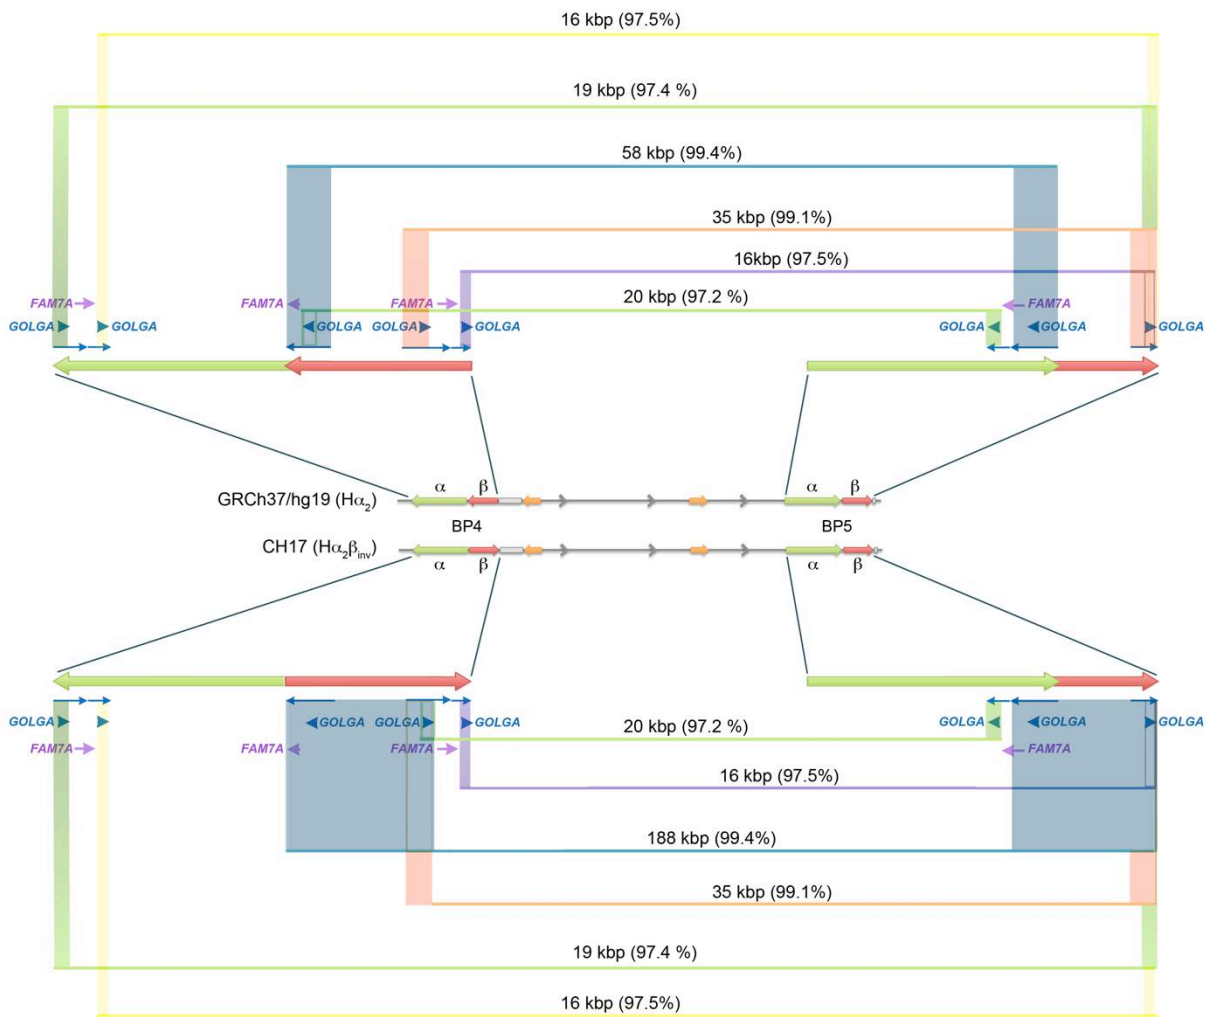 16 kbp (97.5%)
19 kbp (97.4 %)
58 kbp (99.4%)
35 kbp (99.1%)
16kbp (97.5%)
20 kbp (97.2 %)
FAM7A FAM7A FAM7A FAM7A
GOLGA GOLGA GOLGA GOLGA GOLGA GOLGA GOLGA GOLGA
α β α β
GRCh37/hg19 (Hα2)
BP4 BP5
CH17 (Hα2βinv)
α β α β
GOLGA GOLGA GOLGA GOLGA GOLGA GOLGA GOLGA GOLGA
20 kbp (97.2 %)
FAM7A FAM7A FAM7A FAM7A
16 kbp (97.5%)
188 kbp (99.4%)
35 kbp (99.1%)
19 kbp (97.4 %)
16 kbp (97.5%)